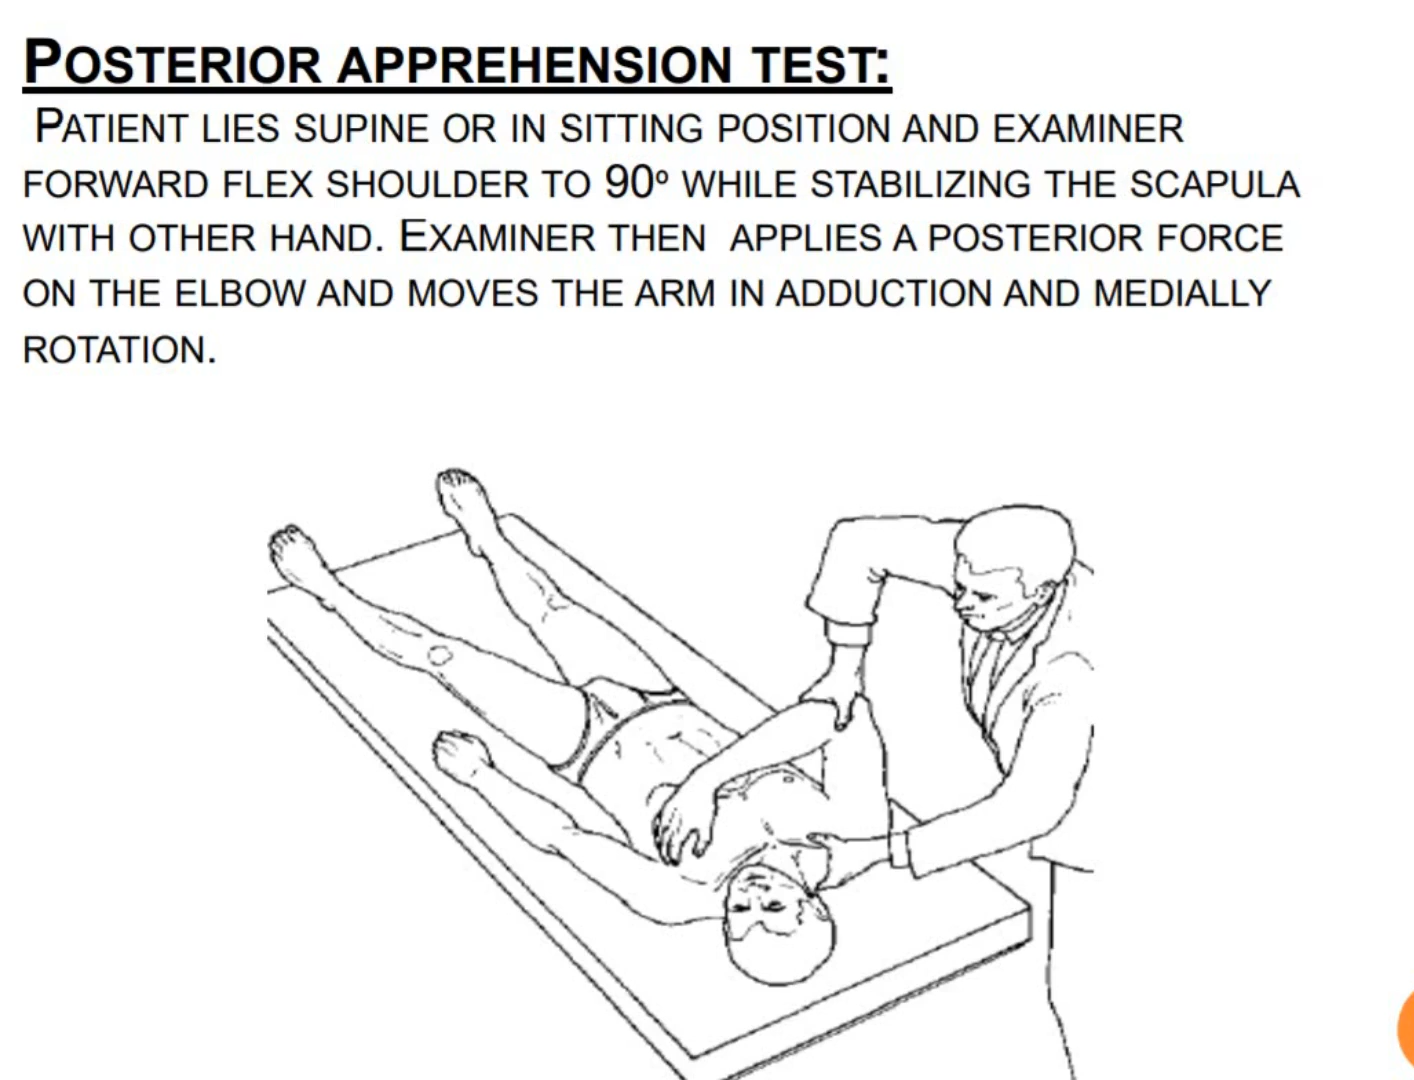 POSTERIOR APPREHENSION TEST:
PATIENT LIES SUPINE OR IN SITTING POSITION AND EXAMINER
FORWARD FLEX SHOULDER TO 90º WHILE STABILIZING THE SCAPULA
WITH OTHER HAND. EXAMINER THEN APPLIES A POSTERIOR FORCE
ON THE ELBOW AND MOVES THE ARM IN ADDUCTION AND MEDIALLY
ROTATION.